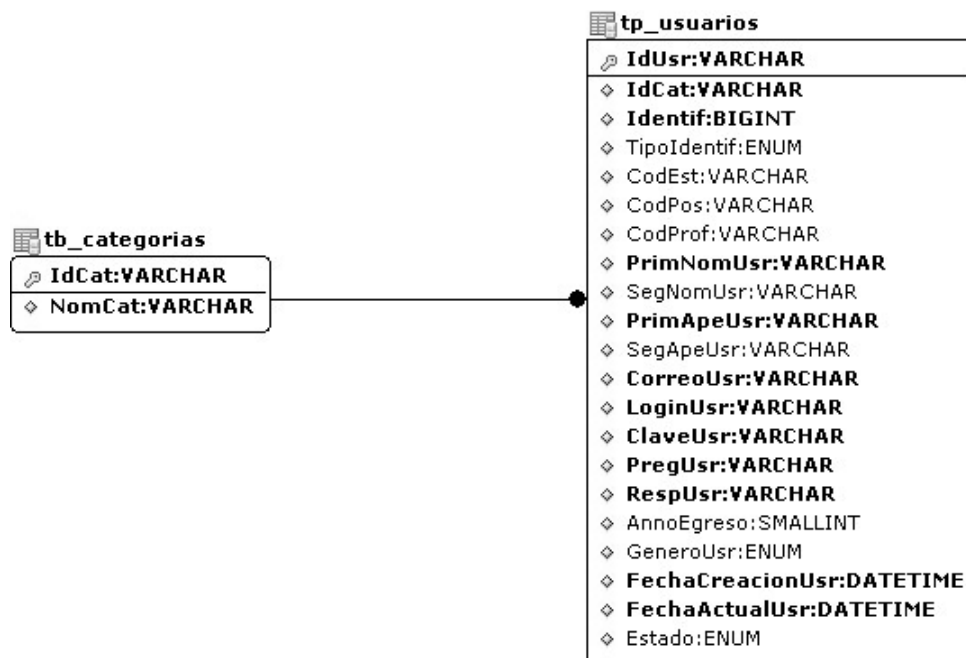 tp_usuarios
IdUsr:VARCHAR
IdCat:VARCHAR
Identif:BIGINT
TipoIdentif:ENUM
CodEst:VARCHAR
CodPos:VARCHAR
CodProf:VARCHAR
PrimNomUsr:VARCHAR
SegNomUsr:VARCHAR
PrimApeUsr:VARCHAR
SegApeUsr:VARCHAR
CorreoUsr:VARCHAR
LoginUsr:VARCHAR
ClaveUsr:VARCHAR
PregUsr:VARCHAR
RespUsr:VARCHAR
AnnoEgreso:SMALLINT
GeneroUsr:ENUM
FechaCreacionUsr:DATETIME
FechaActualUsr:DATETIME
Estado:ENUM
tb_categorias
IdCat:VARCHAR
NomCat:VARCHAR